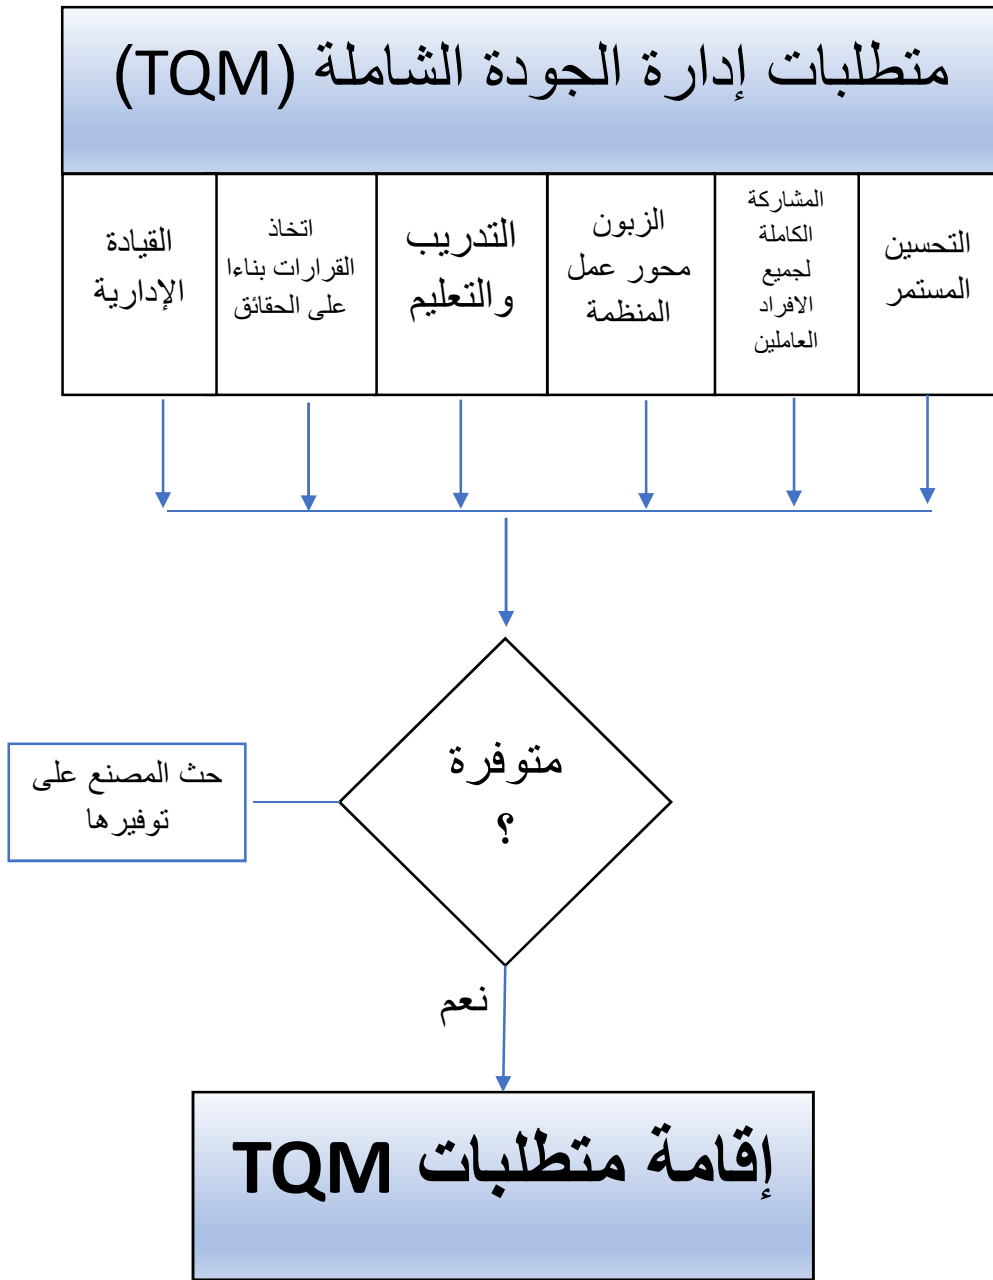 متطلبات إدارة الجودة الشاملة (TQM)
التحسين
المستمر
المشاركة
الكاملة
لجميع
الافراد
العاملين
الزبون
محور عمل
المنظمة
التدريب
والتعليم
اتخاذ
القرارات بناءا
على الحقائق
القيادة
الإدارية
متوفرة
؟
حث المصنع على
توفيرها
نعم
إقامة متطلبات TQM